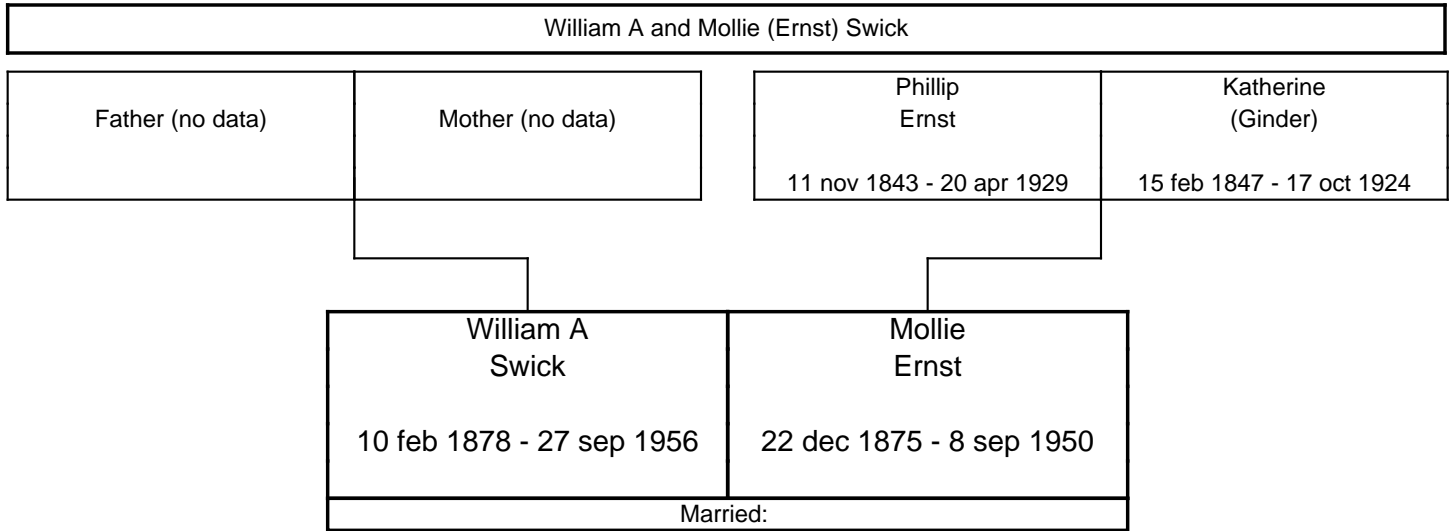 William A and Mollie (Ernst) Swick
Father (no data)
Mother (no data)
Phillip
Ernst
11 nov 1843 - 20 apr 1929
Katherine
(Ginder)
15 feb 1847 - 17 oct 1924
William A
Swick
10 feb 1878 - 27 sep 1956
Mollie
Ernst
22 dec 1875 - 8 sep 1950
Married: